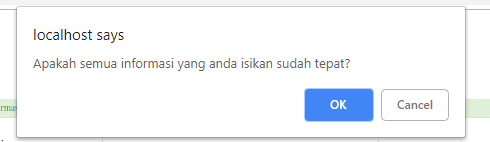 localhost says
Apakah semua informasi yang anda isikan sudah tepat?
OK
Cancel